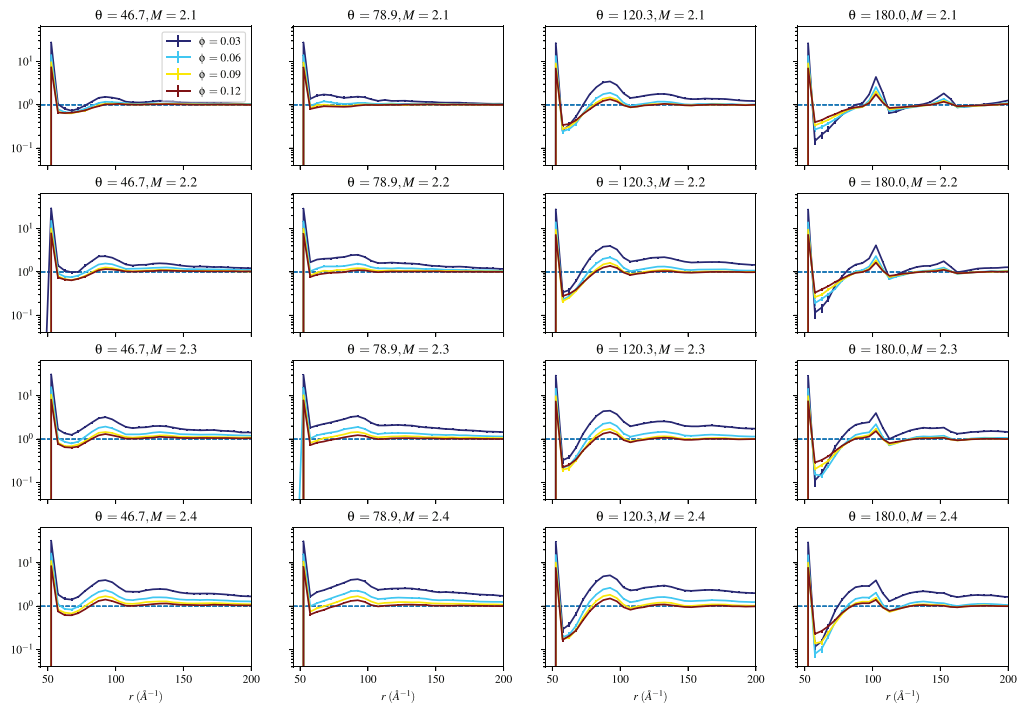 θ = 46.7, M = 2.1 θ = 78.9, M = 2.1 θ = 120.3, M = 2.1 θ = 180.0, M = 2.1
10¹
10⁰
10⁻¹
ϕ = 0.03
ϕ = 0.06
ϕ = 0.09
ϕ = 0.12
θ = 46.7, M = 2.2 θ = 78.9, M = 2.2 θ = 120.3, M = 2.2 θ = 180.0, M = 2.2
10¹
10⁰
10⁻¹
θ = 46.7, M = 2.3 θ = 78.9, M = 2.3 θ = 120.3, M = 2.3 θ = 180.0, M = 2.3
10¹
10⁰
10⁻¹
θ = 46.7, M = 2.4 θ = 78.9, M = 2.4 θ = 120.3, M = 2.4 θ = 180.0, M = 2.4
10¹
10⁰
10⁻¹
50 100 150 200 50 100 150 200 50 100 150 200 50 100 150 200
r (Å⁻¹) r (Å⁻¹) r (Å⁻¹) r (Å⁻¹)